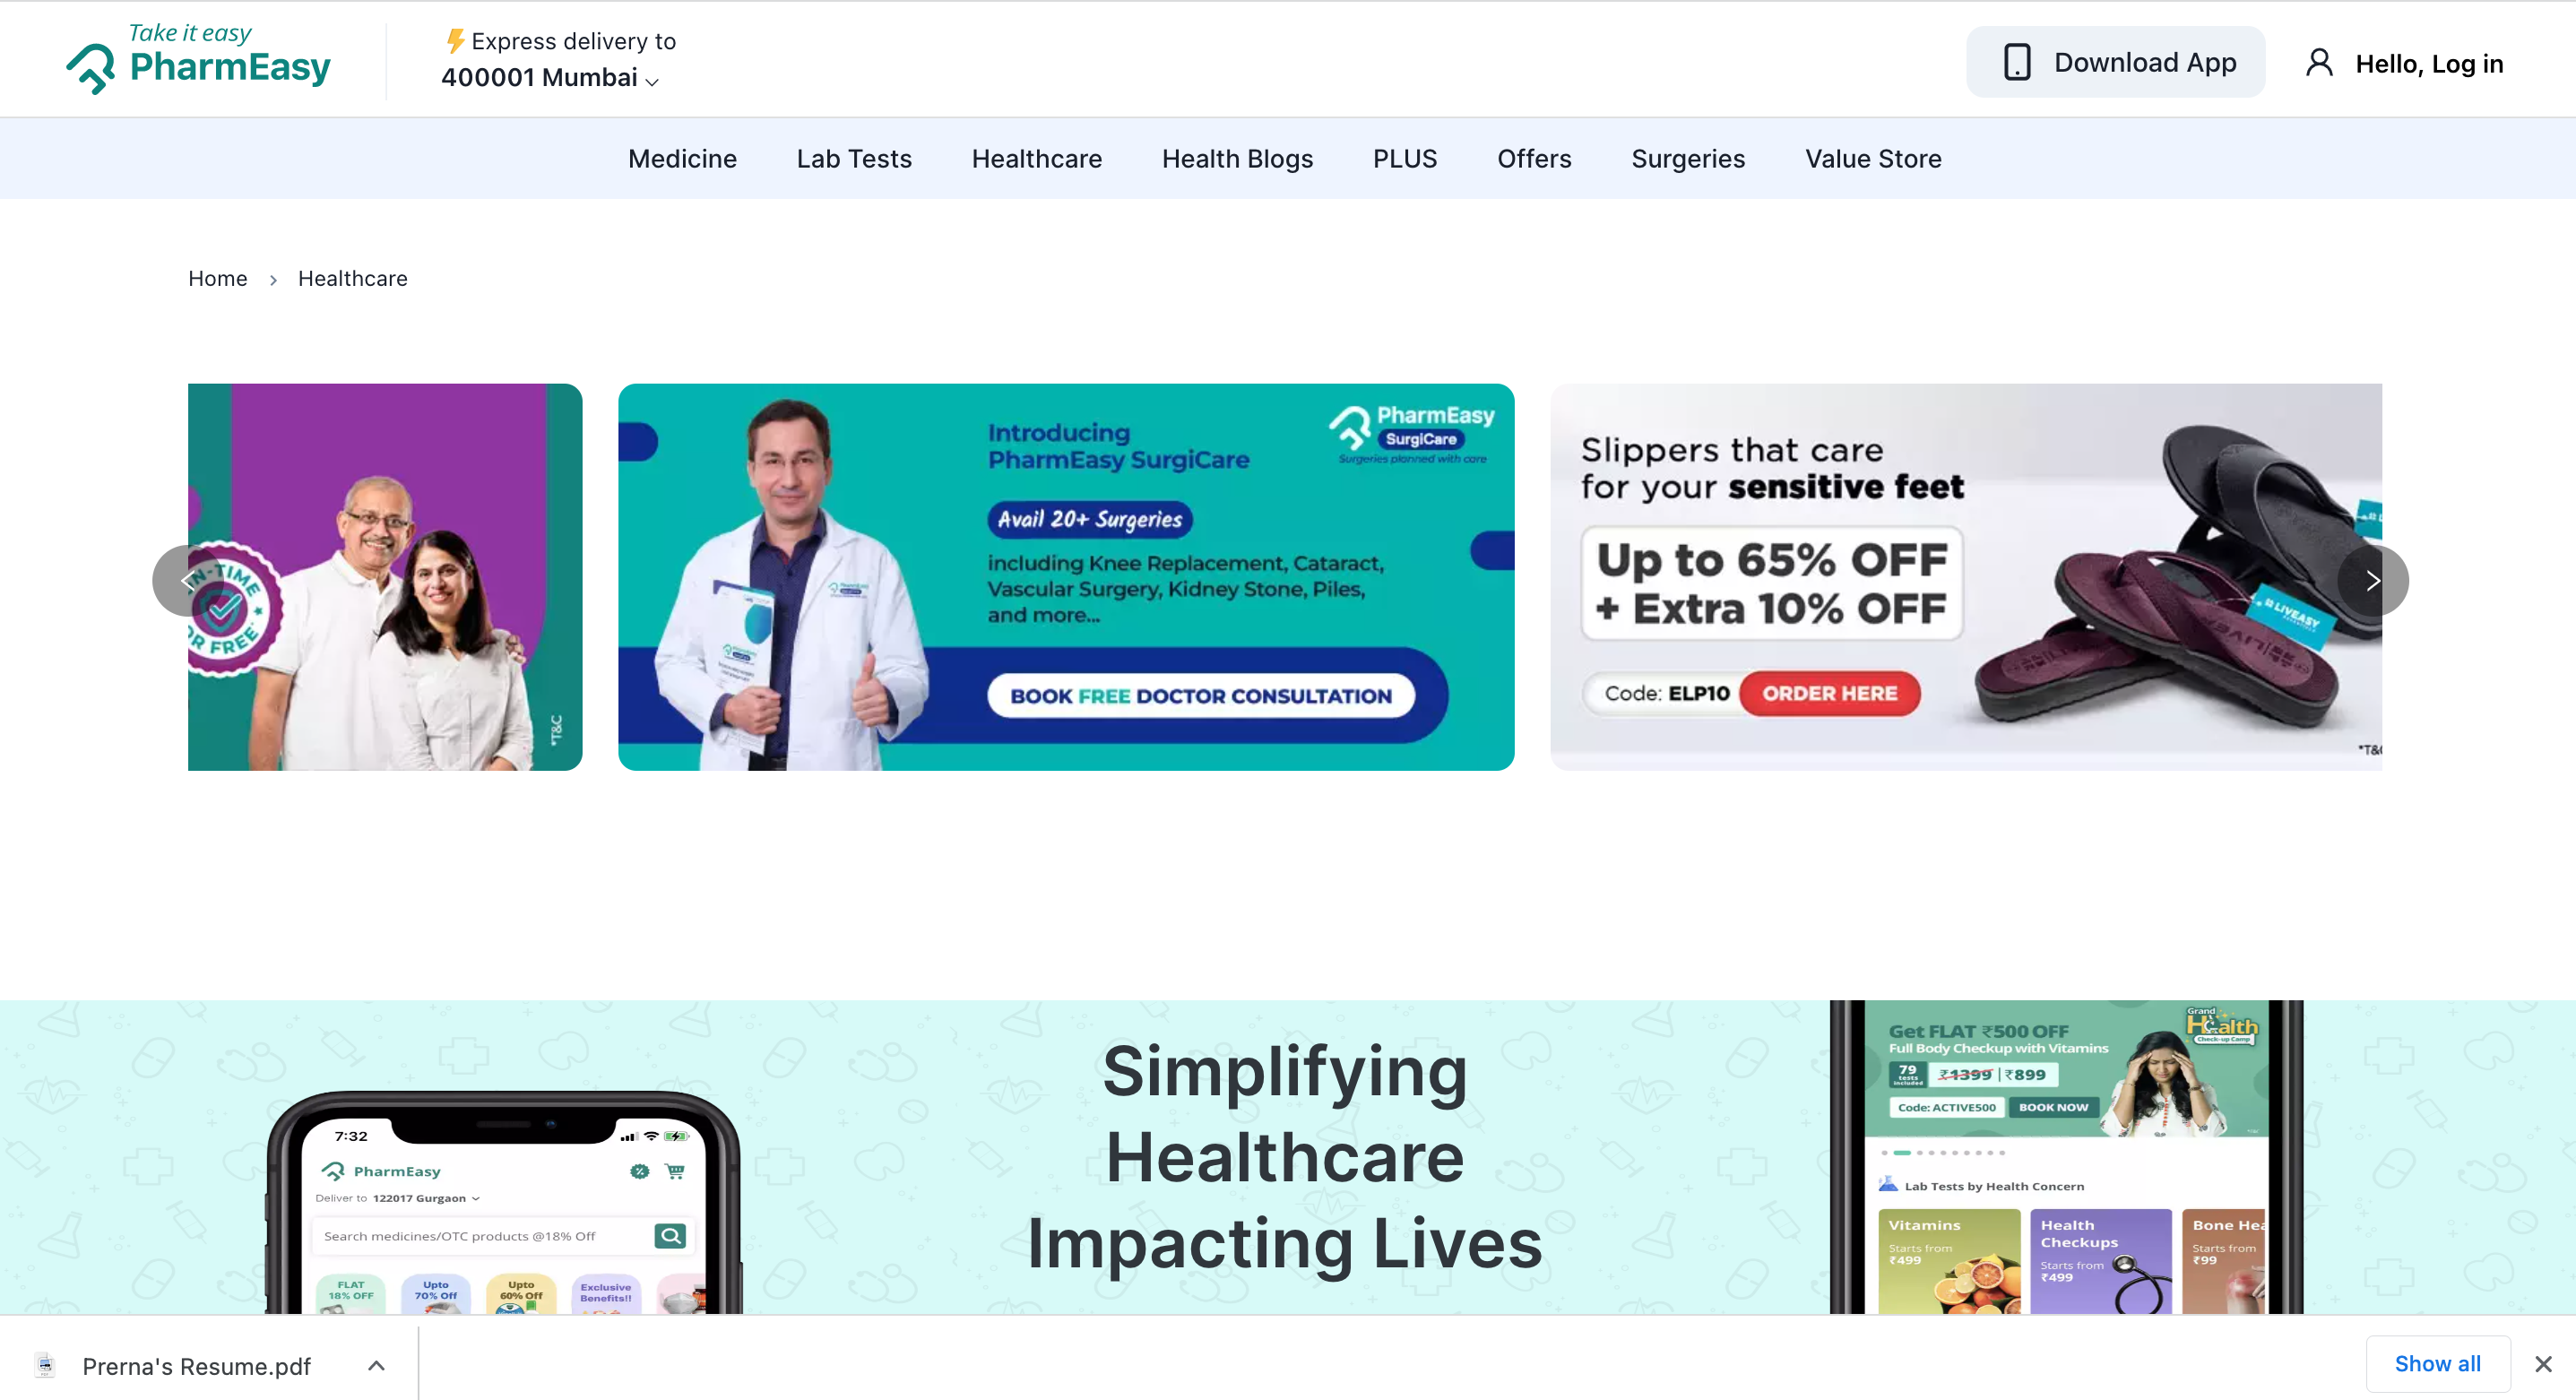 Take it easy
PharmEasy
Express delivery to
400001 Mumbai
Download App
Hello, Log in
Medicine
Lab Tests
Healthcare
Health Blogs
PLUS
Offers
Surgeries
Value Store
Home
Healthcare
N-TIME
R FREE*
*T&C
Introducing
PharmEasy SurgiCare
Avail 20+ Surgeries
including Knee Replacement, Cataract,
Vascular Surgery, Kidney Stone, Piles,
and more...
BOOK FREE DOCTOR CONSULTATION
PharmEasy
SurgiCare
Surgeries planned with care
Slippers that care
for your sensitive feet
Up to 65% OFF
+ Extra 10% OFF
Code: ELP10
ORDER HERE
LIVEASY
*T&C
Simplifying
Healthcare
Impacting Lives
7:32
PharmEasy
Deliver to 122017 Gurgaon
Search medicines/OTC products @18% Off
FLAT
18% OFF
Upto
70% Off
Upto
60% Off
Exclusive
Benefits!!
Get FLAT ₹500 OFF
Full Body Checkup with Vitamins
79
tests
included
₹1399 | ₹899
Code: ACTIVE500
BOOK NOW
Grand
Health
Check-up Camp
Lab Tests by Health Concern
Vitamins
Starts from
₹499
Health
Checkups
Starts from
₹499
Bone Hea
Starts from
₹99
Prerna's Resume.pdf
Show all